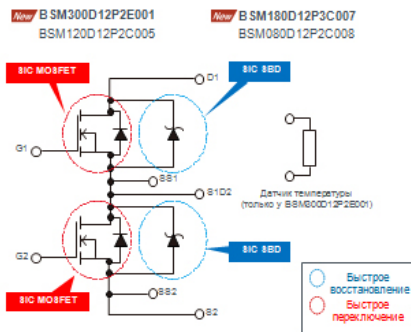 New BSM300D12P2E001
New BSM180D12P3C007
BSM120D12P2C005
BSM080D12P2C008
SIC MOSFET
SIC SBD
D1
G1
SS1
S1D2
Датчик температуры
(только у BSM300D12P2E001)
G2
SIC MOSFET
SIC SBD
SS2
S2
Быстрое
восстановление
Быстрое
переключение